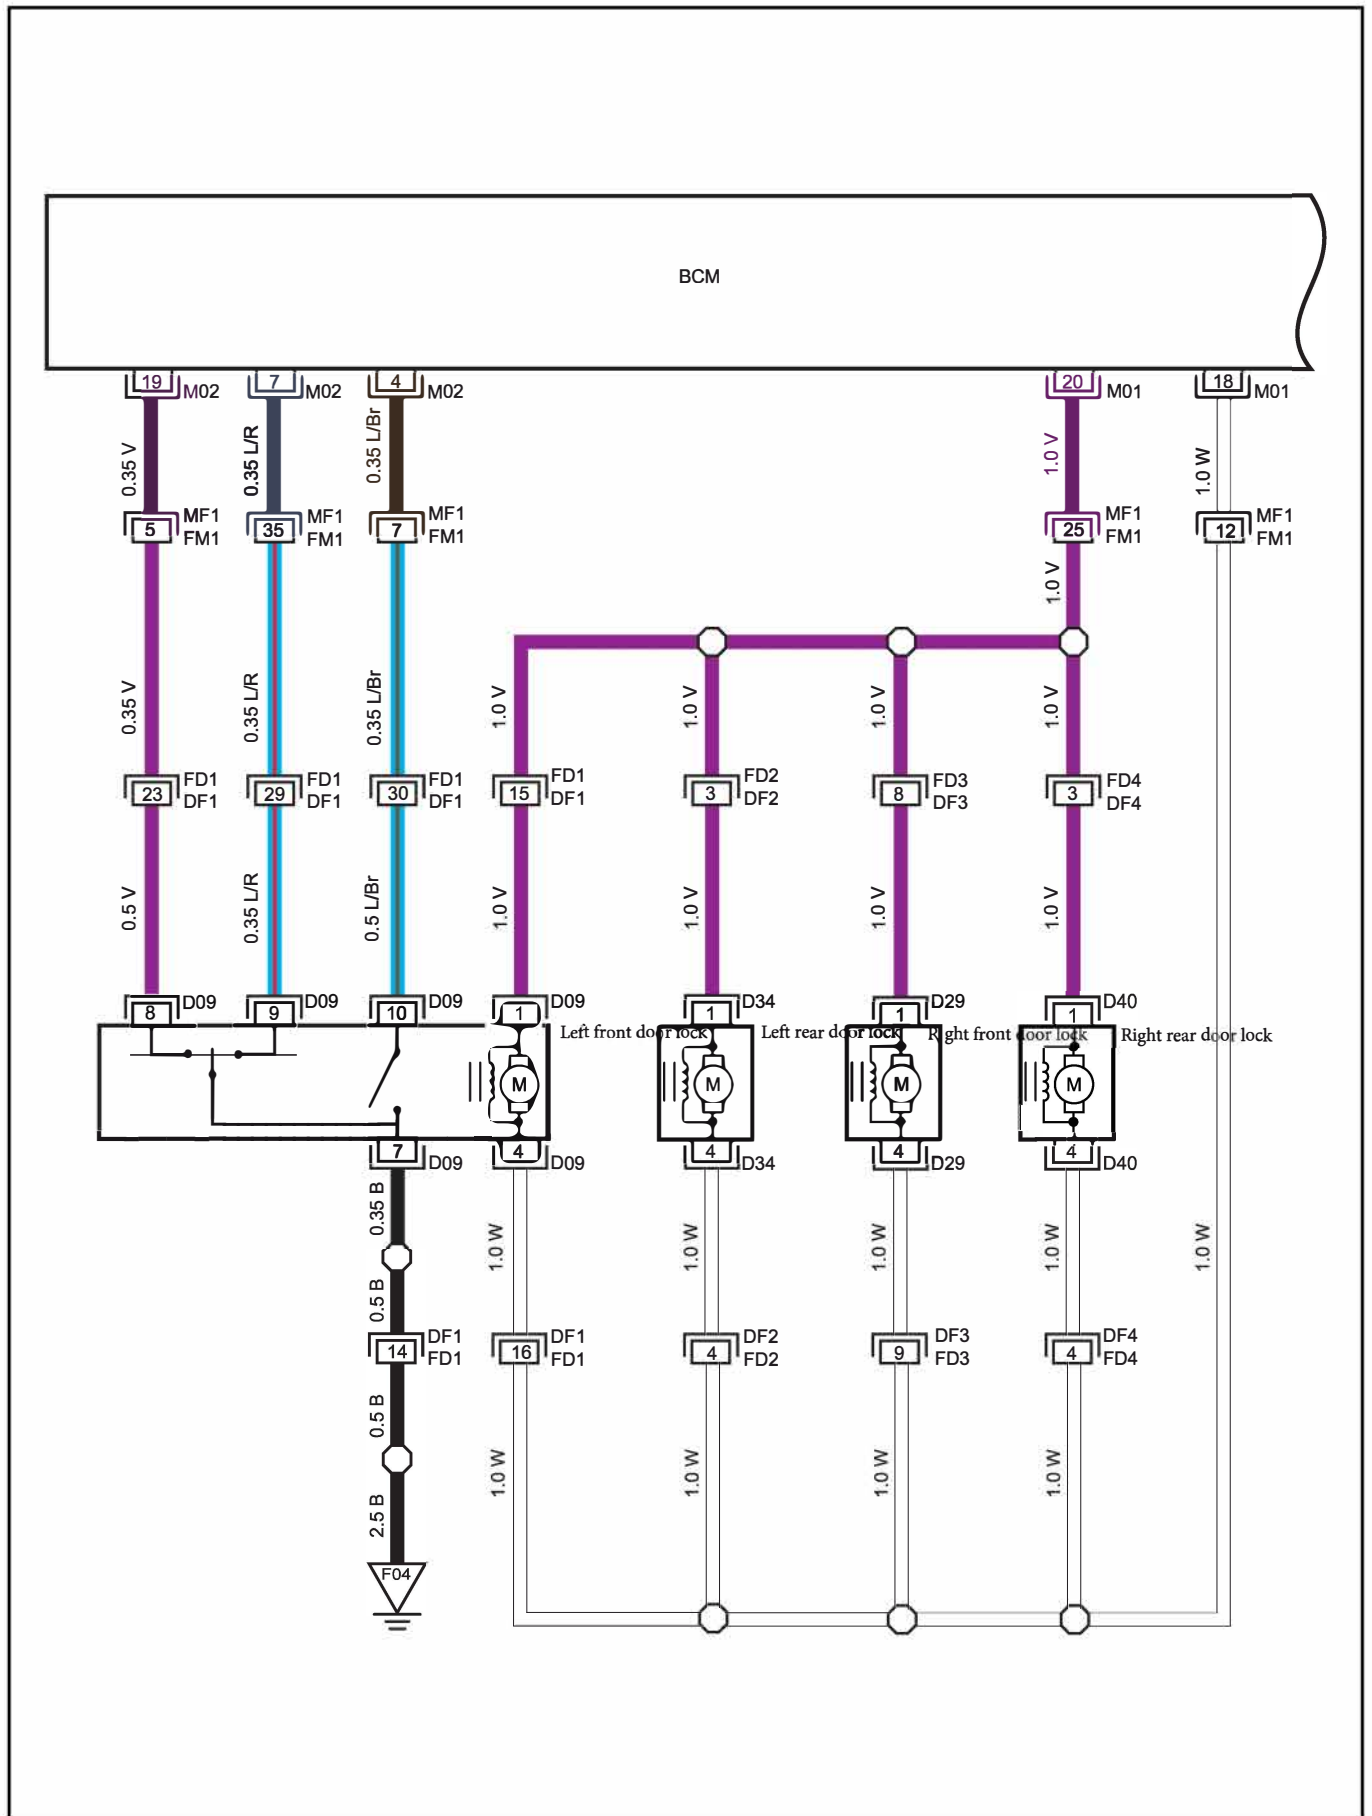 BCM
19 M02 7 M02 4 M02 20 M01 18 M01
0.35 V 0.35 L/R 0.35 L/Br 1.0 V 1.0 W
5 MF1 35 MF1 7 MF1 25 MF1 12 MF1
FM1 FM1 FM1 FM1 FM1
1.0 V
0.35 V 0.35 L/R 0.35 L/Br 1.0 V 1.0 V 1.0 V 1.0 V
FD1 FD1 FD1 FD1 FD2 FD3 FD4
23 DF1 29 DF1 30 DF1 15 DF1 3 DF2 8 DF3 3 DF4
0.5 V 0.35 L/R 0.5 L/Br 1.0 V 1.0 V 1.0 V 1.0 V
8 D09 9 D09 10 D09 1 D09 1 D34 1 D29 1 D40
Left front door lock Left rear door lock Right front door lock Right rear door lock
M M M M
7 D09 4 D09 4 D34 4 D29 4 D40
0.35 B 1.0 W 1.0 W 1.0 W 1.0 W 1.0 W
0.5 B
DF1 DF1 DF2 DF3 DF4
14 FD1 16 FD1 4 FD2 9 FD3 4 FD4
0.5 B 1.0 W 1.0 W 1.0 W 1.0 W
2.5 B
F04